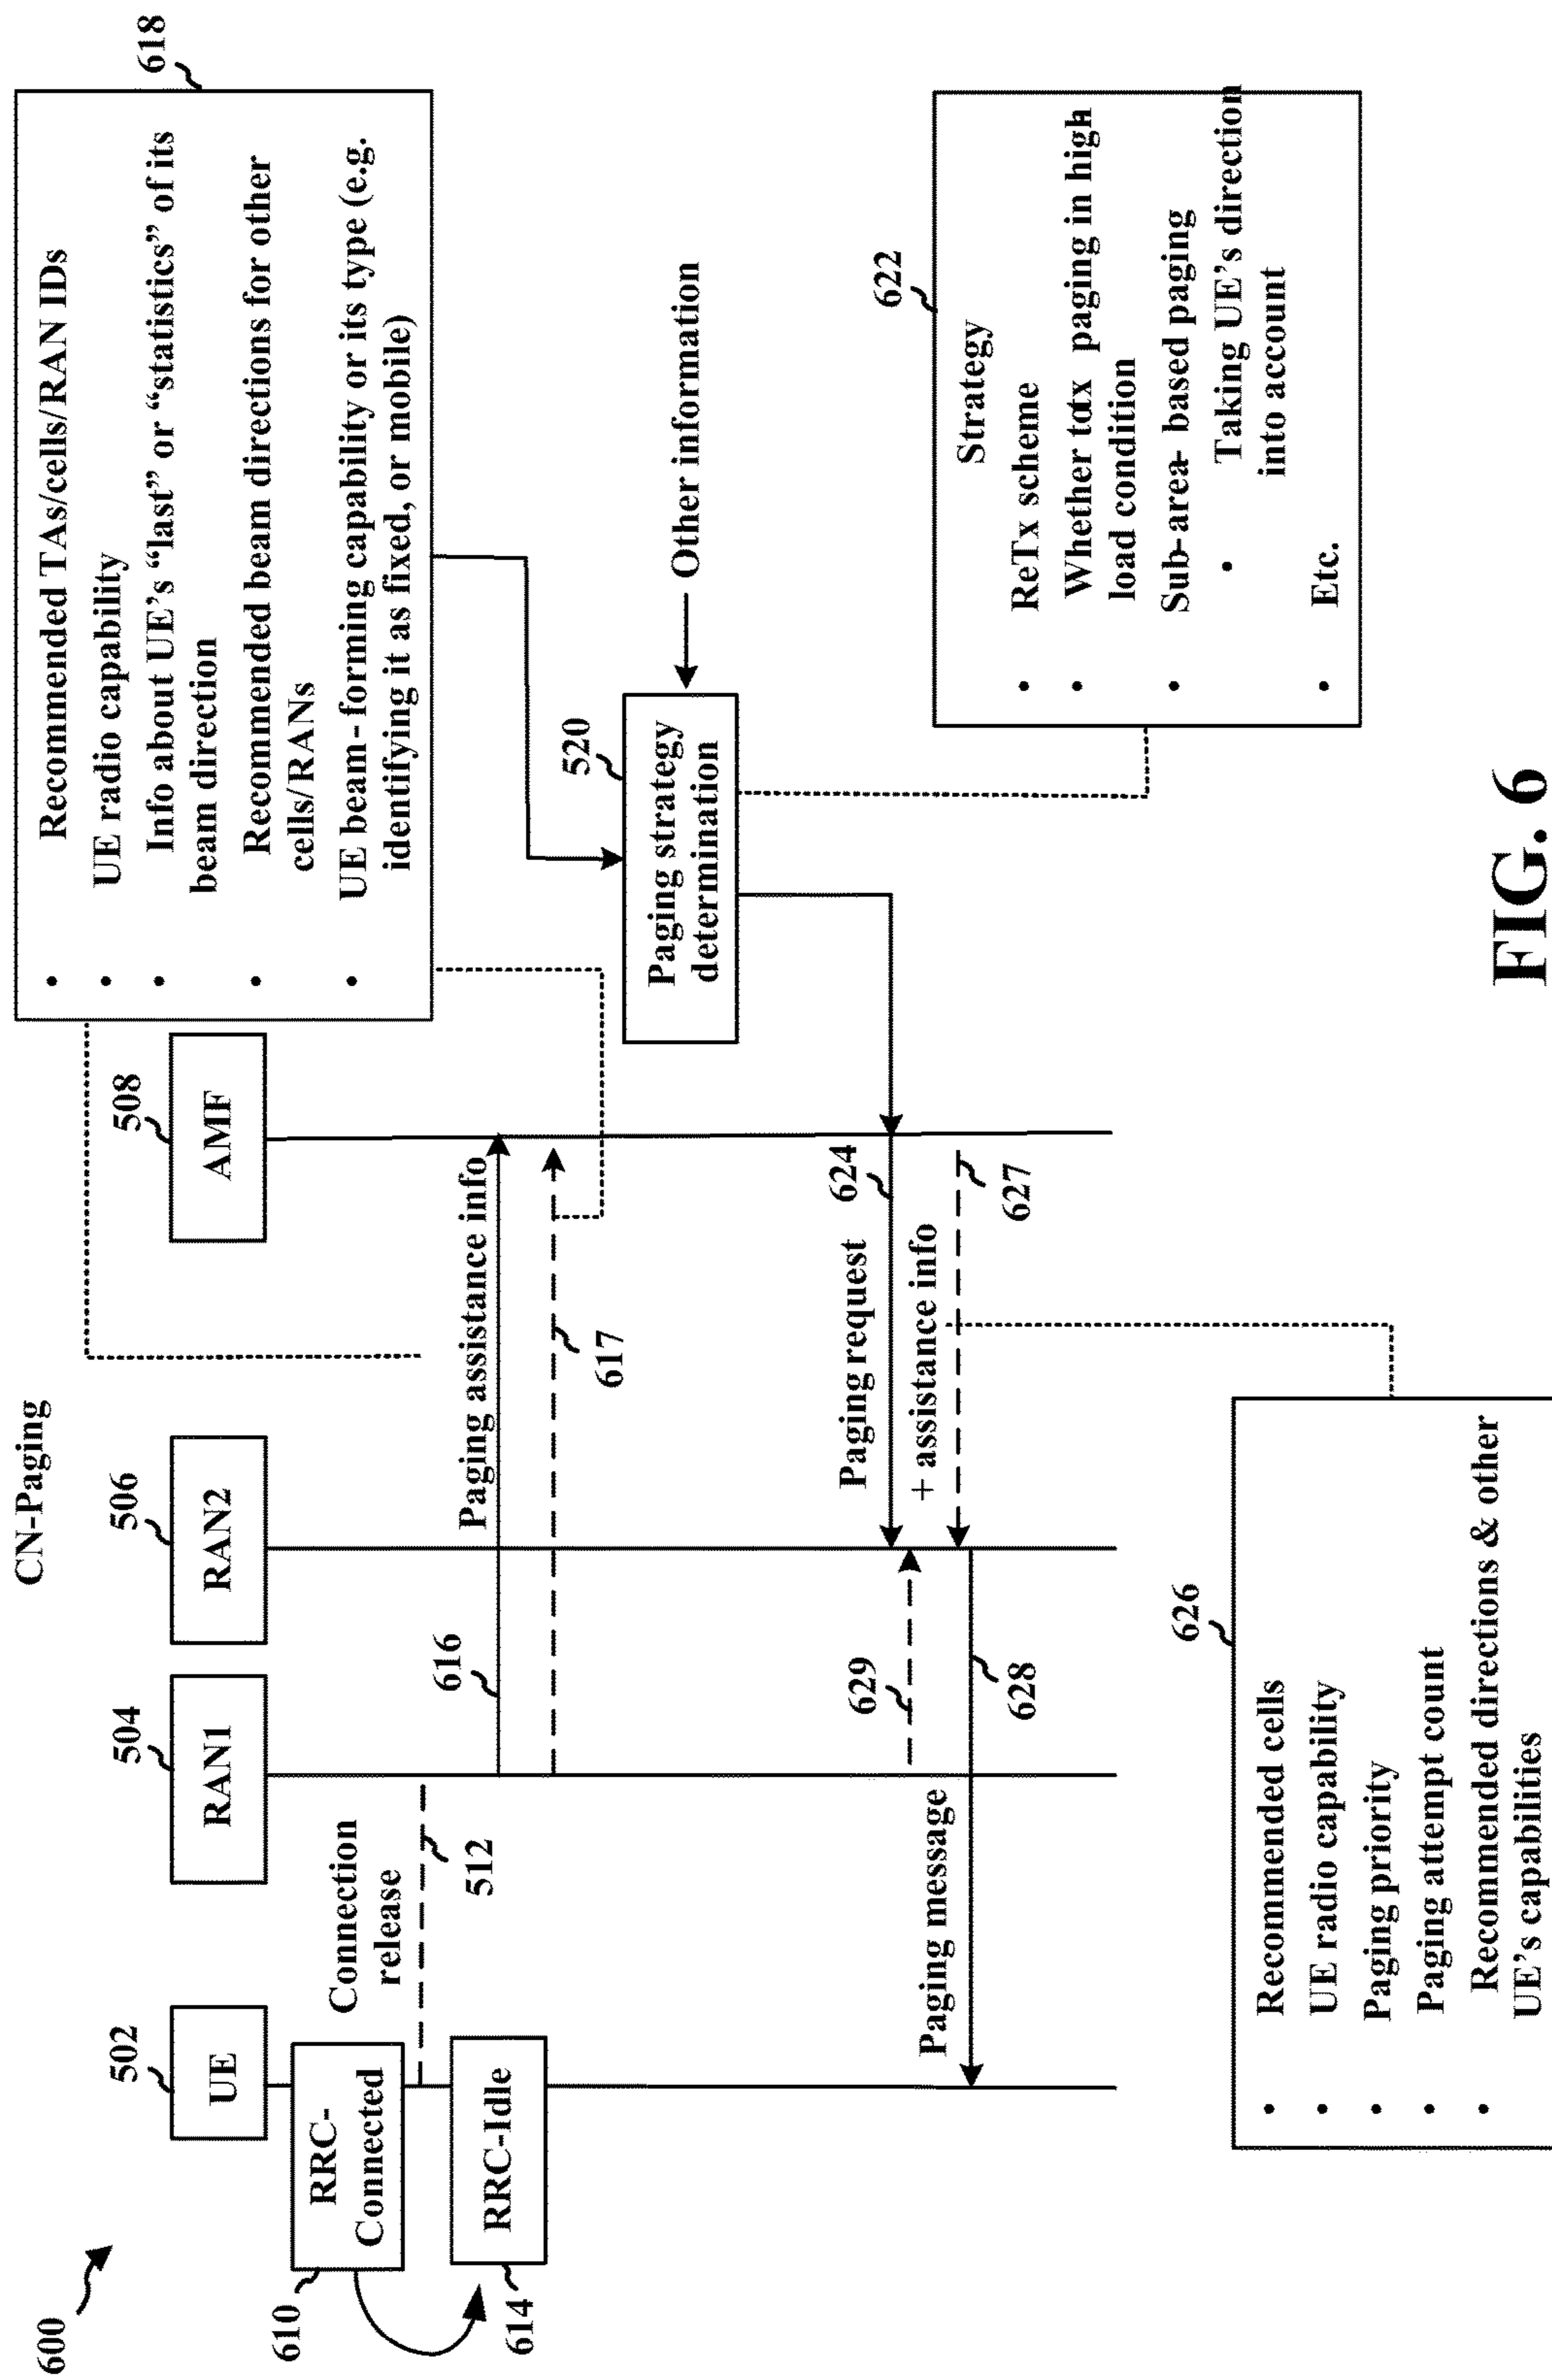 600
CN-Paging
502
UE
504
RAN1
506
RAN2
508
AMF
618
• Recommended TAs/cells/RAN IDs
• UE radio capability
• Info about UE’s “last” or “statistics” of its
beam direction
• Recommended beam directions for other
cells/RANs
• UE beam-forming capability or its type (e.g.
identifying it as fixed, or mobile)
610
RRC-
Connected
Connection
release
512
614
RRC-Idle
616
Paging assistance info
617
520
Paging strategy
determination
Other information
622
Strategy
• ReTx scheme
• Whether totx paging in high
load condition
• Sub-area- based paging
• Taking UE’s direction
into account
• Etc.
Paging request
624
+ assistance info
627
629
Paging message
628
626
• Recommended cells
• UE radio capability
• Paging priority
• Paging attempt count
• Recommended directions & other
UE’s capabilities
FIG. 6